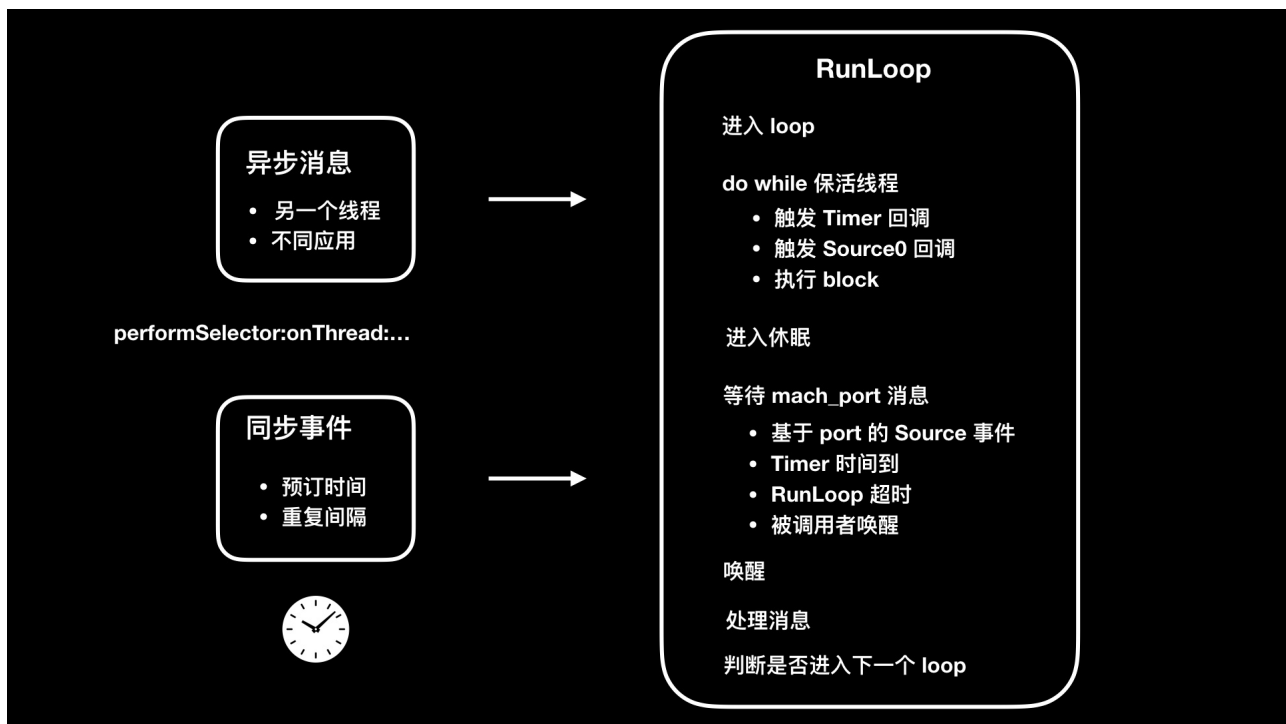 异步消息
• 另一个线程
• 不同应用
performSelector:onThread:...
同步事件
• 预订时间
• 重复间隔
RunLoop
进入 loop
do while 保活线程
• 触发 Timer 回调
• 触发 Source0 回调
• 执行 block
进入休眠
等待 mach_port 消息
• 基于 port 的 Source 事件
• Timer 时间到
• RunLoop 超时
• 被调用者唤醒
唤醒
处理消息
判断是否进入下一个 loop